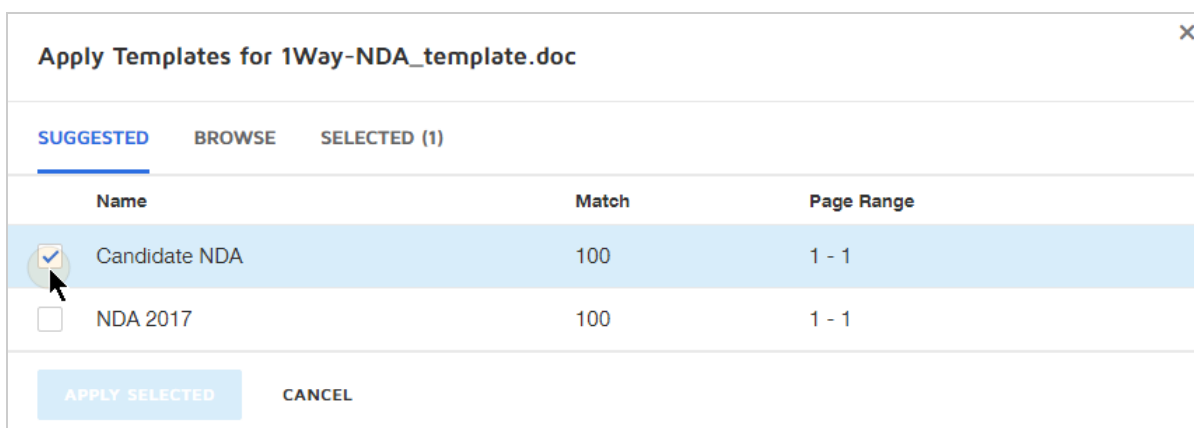 Apply Templates for 1Way-NDA_template.doc
SUGGESTED BROWSE SELECTED (1)
Name Match Page Range
Candidate NDA 100 1 - 1
NDA 2017 100 1 - 1
APPLY SELECTED CANCEL